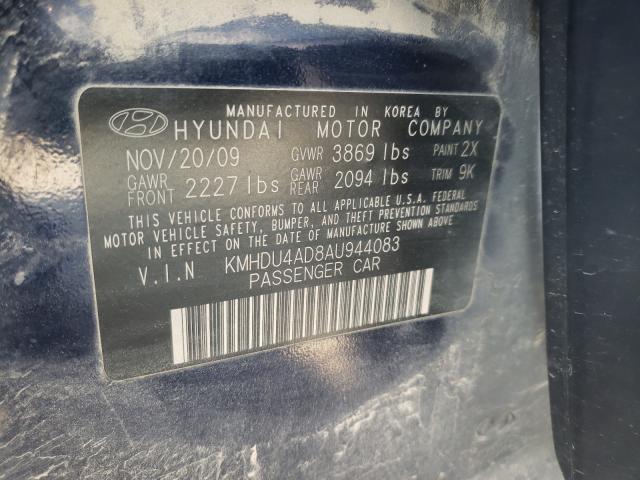 MANUFACTURED IN KOREA BY
HYUNDAI MOTOR COMPANY
NOV/20/09 GVWR 3869 lbs PAINT 2X
GAWR FRONT 2227 lbs GAWR REAR 2094 lbs TRIM 9K
THIS VEHICLE CONFORMS TO ALL APPLICABLE U.S.A. FEDERAL
MOTOR VEHICLE SAFETY, BUMPER, AND THEFT PREVENTION STANDARDS
IN EFFECT ON THE DATE OF MANUFACTURE SHOWN ABOVE
V.I.N KMHDU4AD8AU944083
PASSENGER CAR